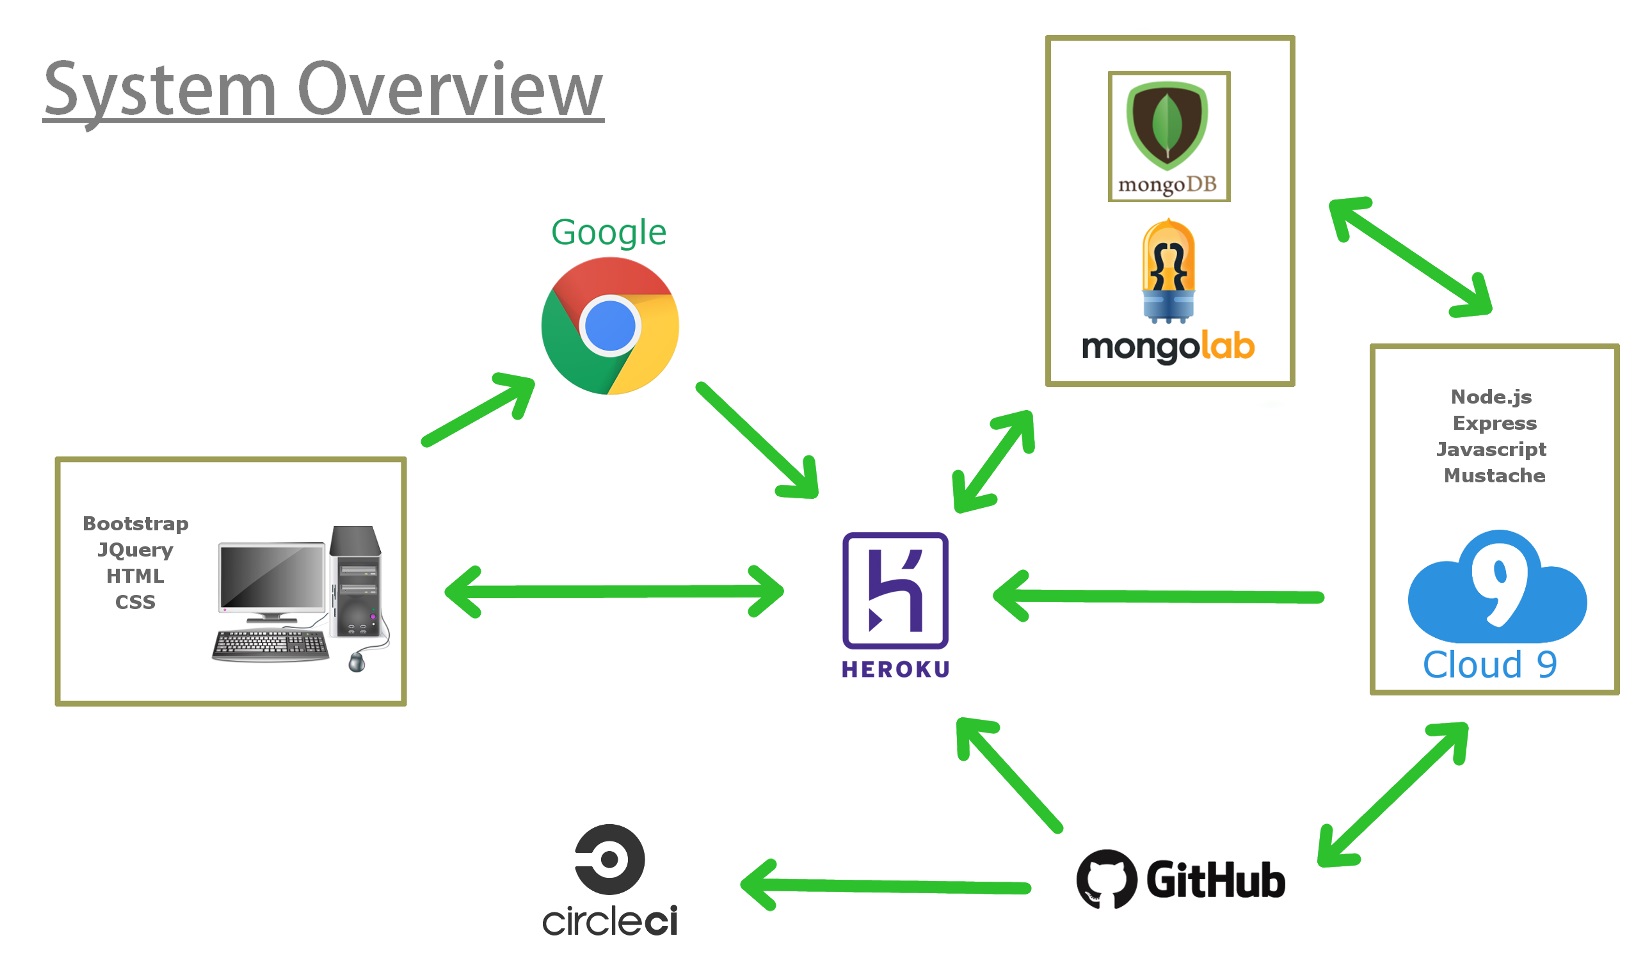 System Overview
Google
mongoDB
{}
mongolab
Node.js
Express
Javascript
Mustache
9
Cloud 9
Bootstrap
JQuery
HTML
CSS
HEROKU
circleci
GitHub